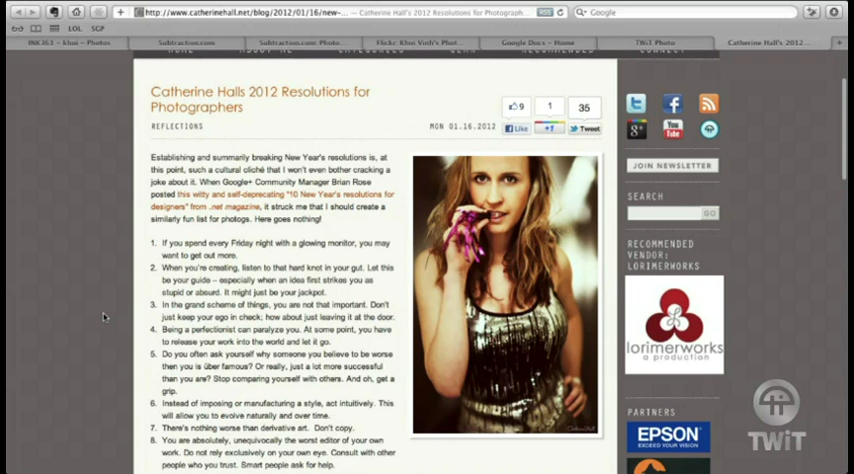 http://www.catherinehall.net/blog/2012/01/16/new-... — Catherine Hall's 2012 Resolutions for Photograph...
RSS
Google
LOL SGP
INK361 – khoi – Photos
Subtraction.com
Subtraction.com: Photo...
Flickr: Khoi Vinh's Phot...
Google Docs – Home
TWiT Photo
Catherine Hall's 2012...
HOME ABOUT ME CATEGORIES GEAR RECOMMENDED CONNECT
Catherine Halls 2012 Resolutions for
Photographers
REFLECTIONS
MON 01.16.2012
9
1
35
Like
+1
Tweet
Establishing and summarily breaking New Year's resolutions is, at
this point, such a cultural cliché that I won't even bother cracking a
joke about it. When Google+ Community Manager Brian Rose
posted this witty and self-deprecating "10 New Year's resolutions for
designers" from .net magazine, it struck me that I should create a
similarly fun list for photogs. Here goes nothing!
1. If you spend every Friday night with a glowing monitor, you may
want to get out more.
2. When you're creating, listen to that hard knot in your gut. Let this
be your guide – especially when an idea first strikes you as
stupid or absurd. It might just be your jackpot.
3. In the grand scheme of things, you are not that important. Don't
just keep your ego in check; how about just leaving it at the door.
4. Being a perfectionist can paralyze you. At some point, you have
to release your work into the world and let it go.
5. Do you often ask yourself why someone you believe to be worse
then you is über famous? Or really, just a lot more successful
than you are? Stop comparing yourself with others. And oh, get a
grip.
6. Instead of imposing or manufacturing a style, act intuitively. This
will allow you to evolve naturally and over time.
7. There's nothing worse than derivative art. Don't copy.
8. You are absolutely, unequivocally the worst editor of your own
work. Do not rely exclusively on your own eye. Consult with other
people who you trust. Smart people ask for help.
CatherineHall
You
Tube
JOIN NEWSLETTER
SEARCH
GO
RECOMMENDED
VENDOR:
LORIMERWORKS
lorimerworks
a production
PARTNERS
EPSON
EXCEED YOUR VISION
TWiT